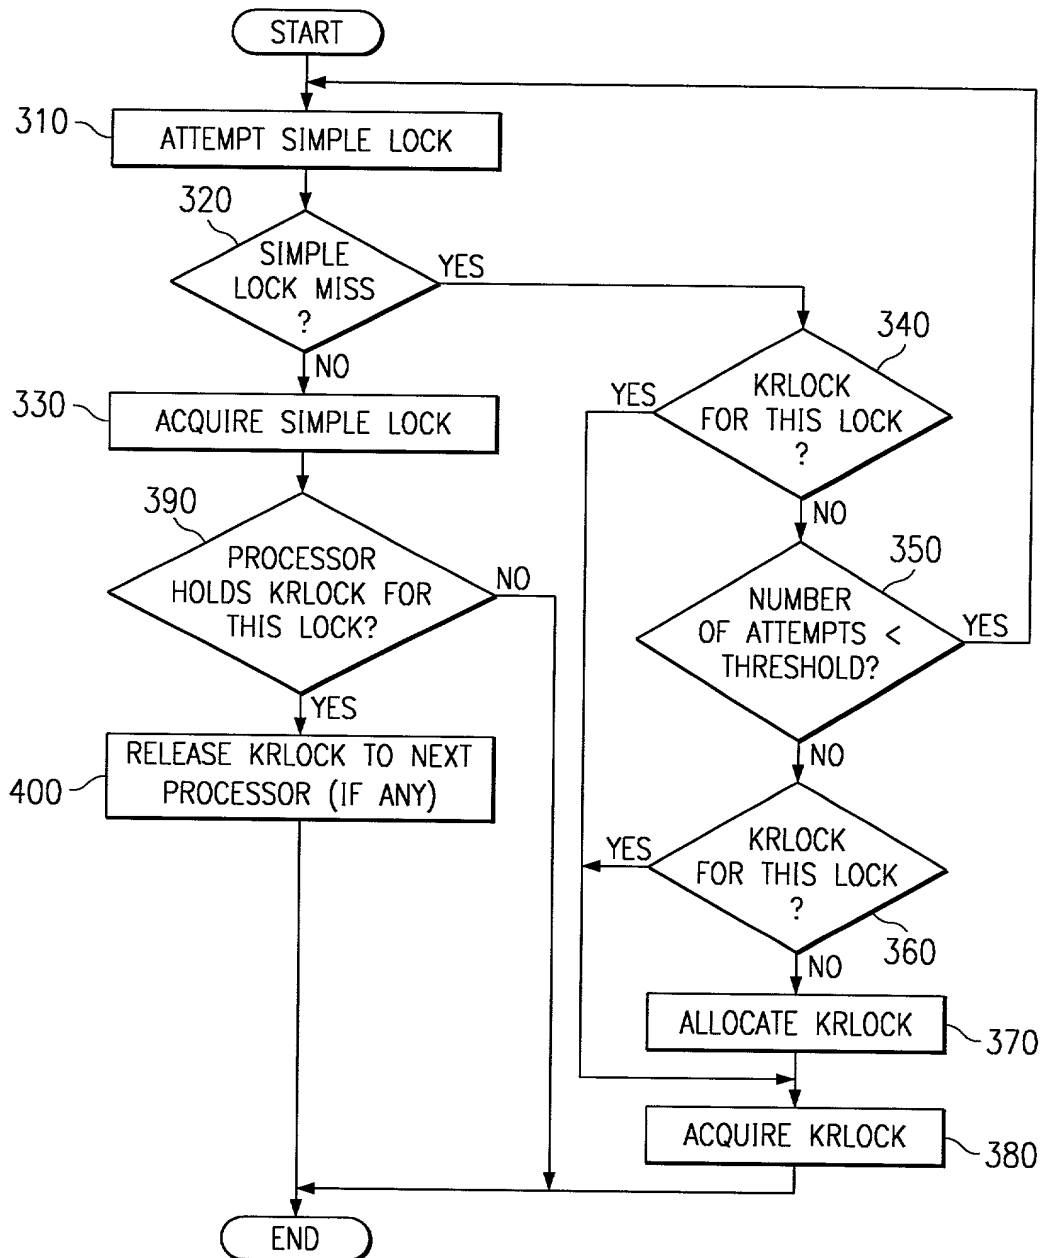 START
310
ATTEMPT SIMPLE LOCK
320
SIMPLE
LOCK MISS
?
YES
NO
330
ACQUIRE SIMPLE LOCK
340
KRLOCK
FOR THIS LOCK
?
YES
NO
390
PROCESSOR
HOLDS KRLOCK FOR
THIS LOCK?
NO
YES
350
NUMBER
OF ATTEMPTS <
THRESHOLD?
YES
NO
400
RELEASE KRLOCK TO NEXT
PROCESSOR (IF ANY)
KRLOCK
FOR THIS LOCK
?
YES
360
NO
ALLOCATE KRLOCK
370
ACQUIRE KRLOCK
380
END